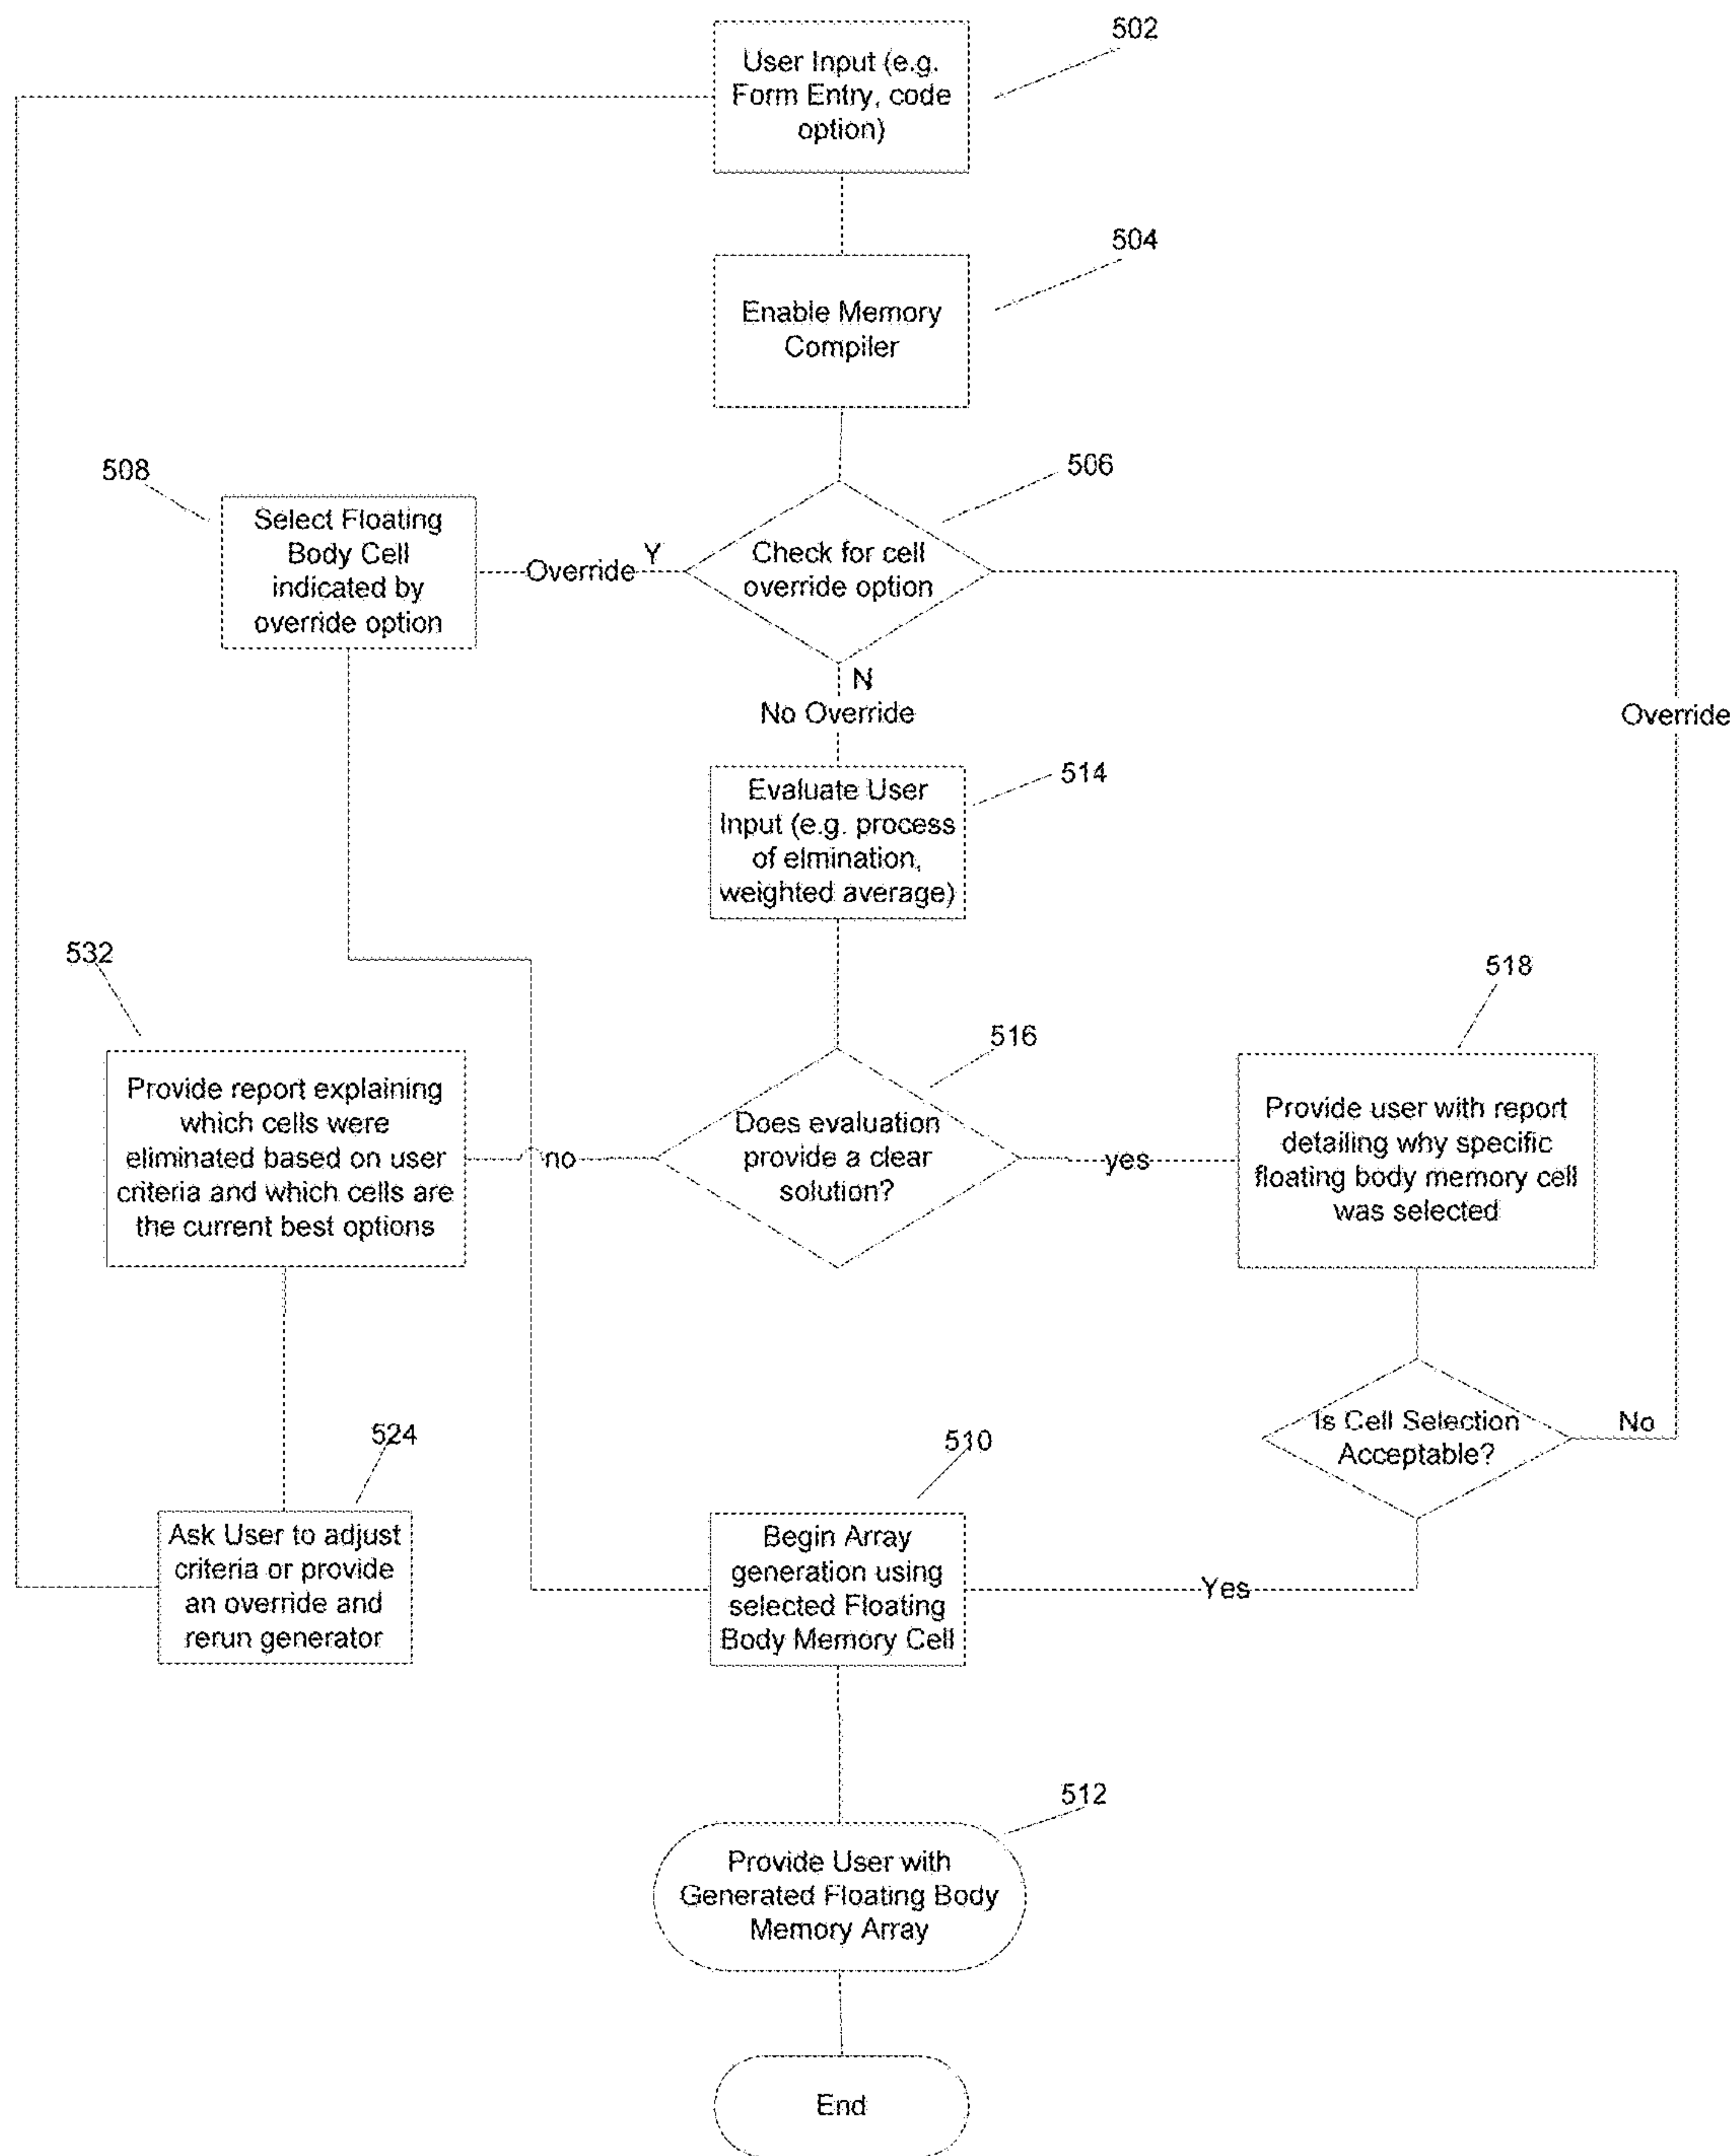 502
User Input (e.g.
Form Entry, code
option)
504
Enable Memory
Compiler
506
Check for cell
override option
508
Select Floating
Body Cell
indicated by
override option
Override
Y
N
No Override
Override
514
Evaluate User
Input (e.g. process
of elmination,
weighted average)
516
Does evaluation
provide a clear
solution?
no
yes
532
Provide report explaining
which cells were
eliminated based on user
criteria and which cells are
the current best options
518
Provide user with report
detailing why specific
floating body memory cell
was selected
Is Cell Selection
Acceptable?
No
Yes
524
Ask User to adjust
criteria or provide
an override and
rerun generator
510
Begin Array
generation using
selected Floating
Body Memory Cell
512
Provide User with
Generated Floating Body
Memory Array
End